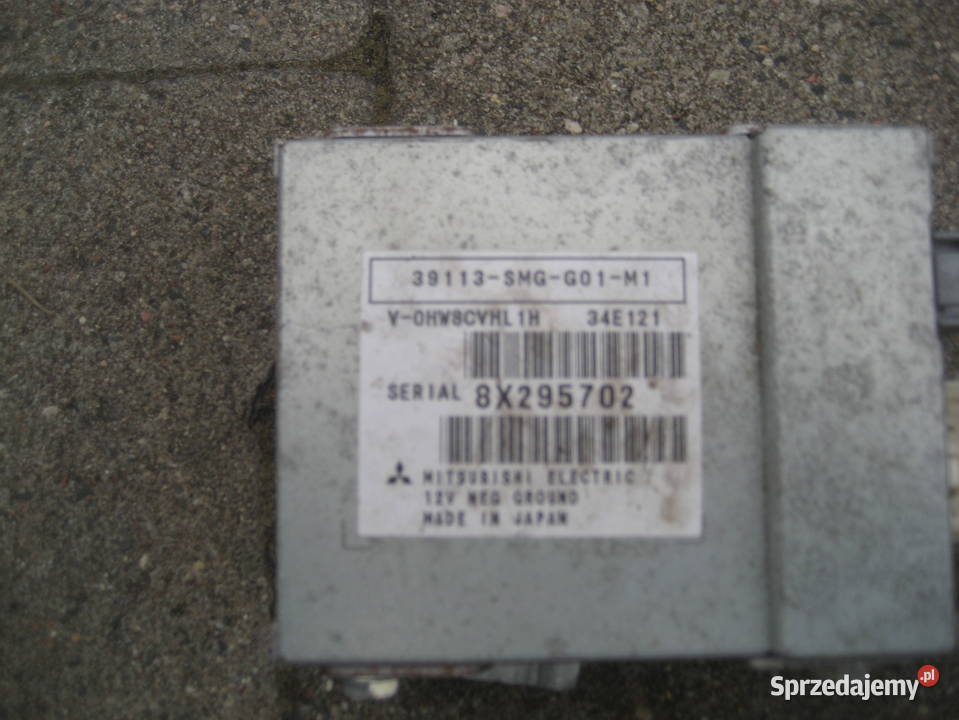 39113-SMG-G01-M1
V-0HW8CVHL1H 34E121
SERIAL 8X295702
MITSUBISHI ELECTRIC
12V NEG GROUND
MADE IN JAPAN
Sprzedajemy.pl